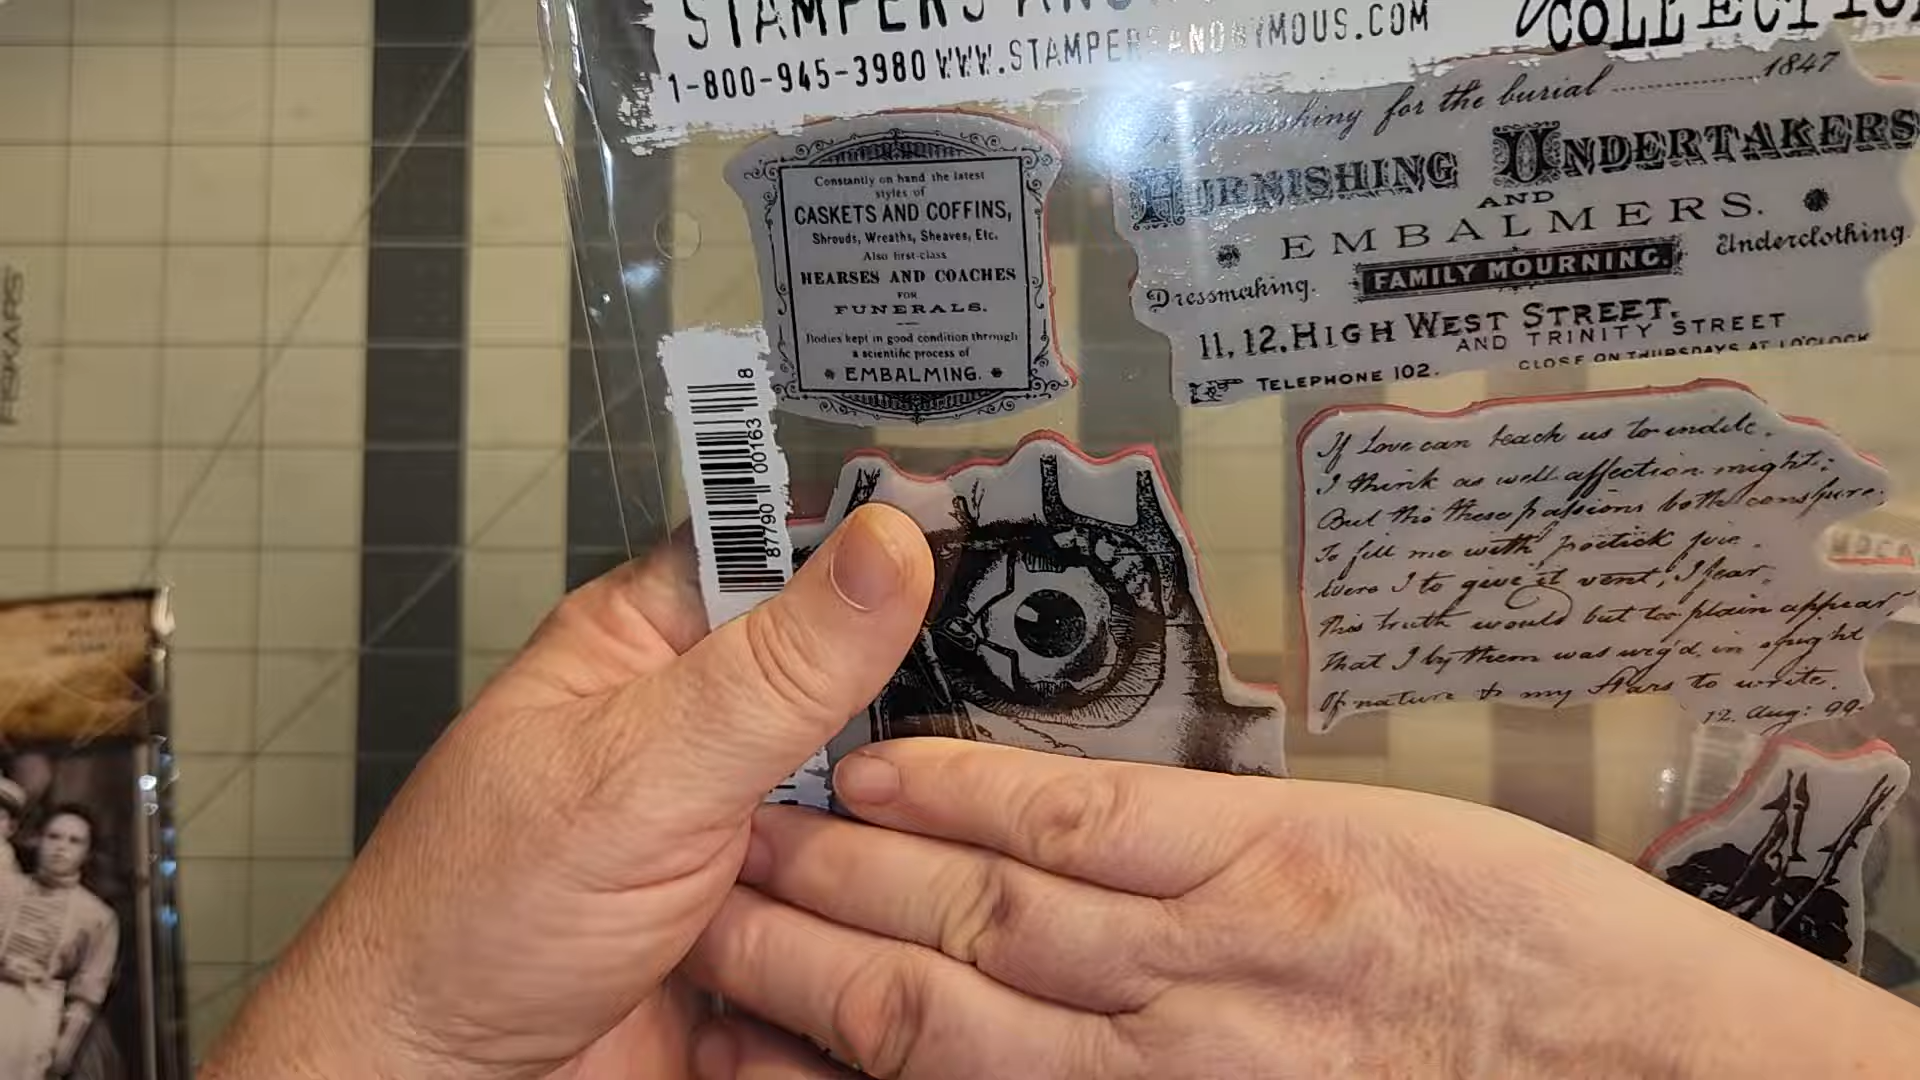 STAMPERS
COLLECTIO
1-800-945-3980 WWW.STAMPERSANONYMOUS.COM
FISKARS
Constantly on hand the latest
styles of
CASKETS AND COFFINS,
Shrouds, Wreaths, Sheaves, Etc.
Also first-class
HEARSES AND COACHES
FOR
FUNERALS.
Bodies kept in good condition through
a scientific process of
EMBALMING.
for the burial 1847
FURNISHING UNDERTAKERS
AND
EMBALMERS.
Dressmaking. FAMILY MOURNING. Underclothing.
11, 12. HIGH WEST STREET.
AND TRINITY STREET
TELEPHONE 102. CLOSE ON THURSDAYS AT 1 O'CLOCK
8 7790 00163 8
If Love can teach us to indite,
I think as well affection might;
But tho these passions both conspire
To fill me with poetick fire.
Were I to give it vent, I fear,
This truth would but too plain appear,
That I by them was urg'd, in spight
Of nature & my Stars to write.
12. Aug: 99.